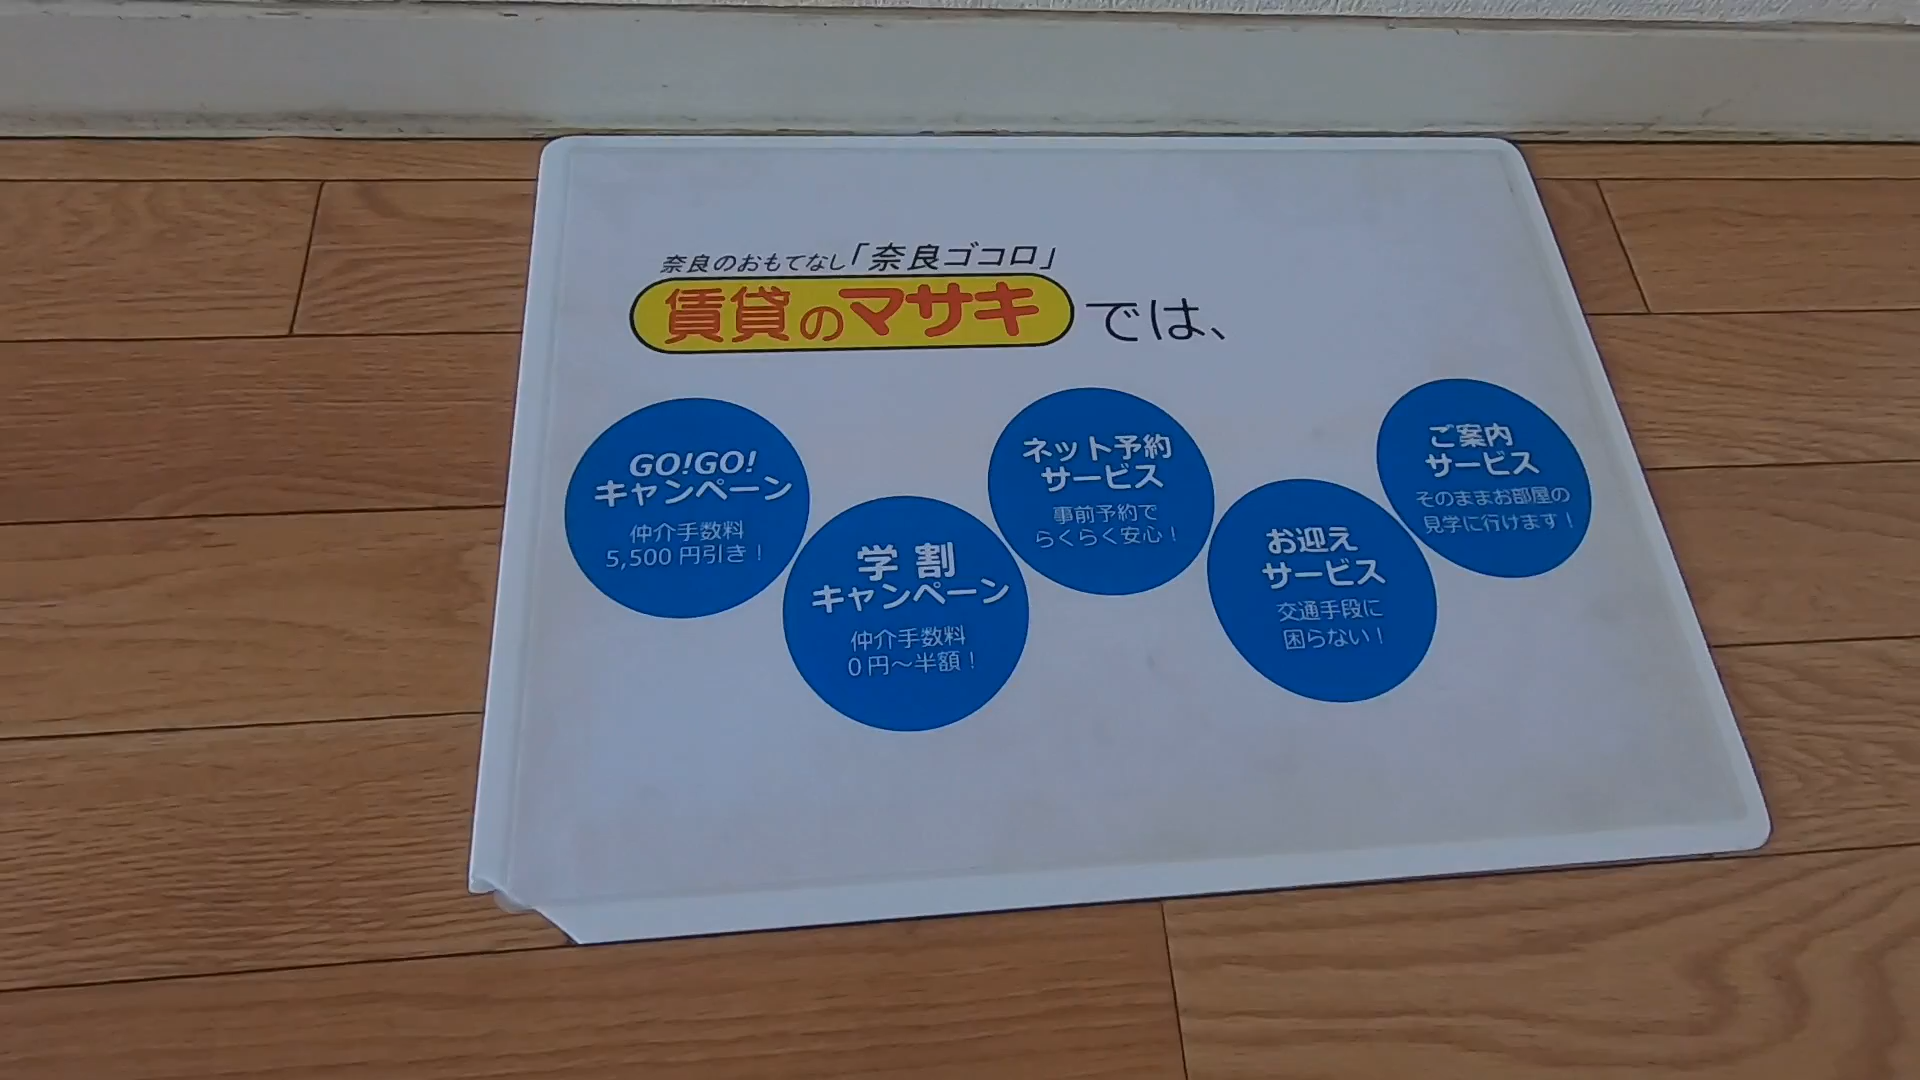 奈良のおもてなし「奈良ゴコロ」
賃貸のマサキでは、
GO!GO!
キャンペーン
仲介手数料
5,500円引き！
学割
キャンペーン
仲介手数料
0円～半額！
ネット予約
サービス
事前予約で
らくらく安心！
お迎え
サービス
交通手段に
困らない！
ご案内
サービス
そのままお部屋の
見学に行けます！